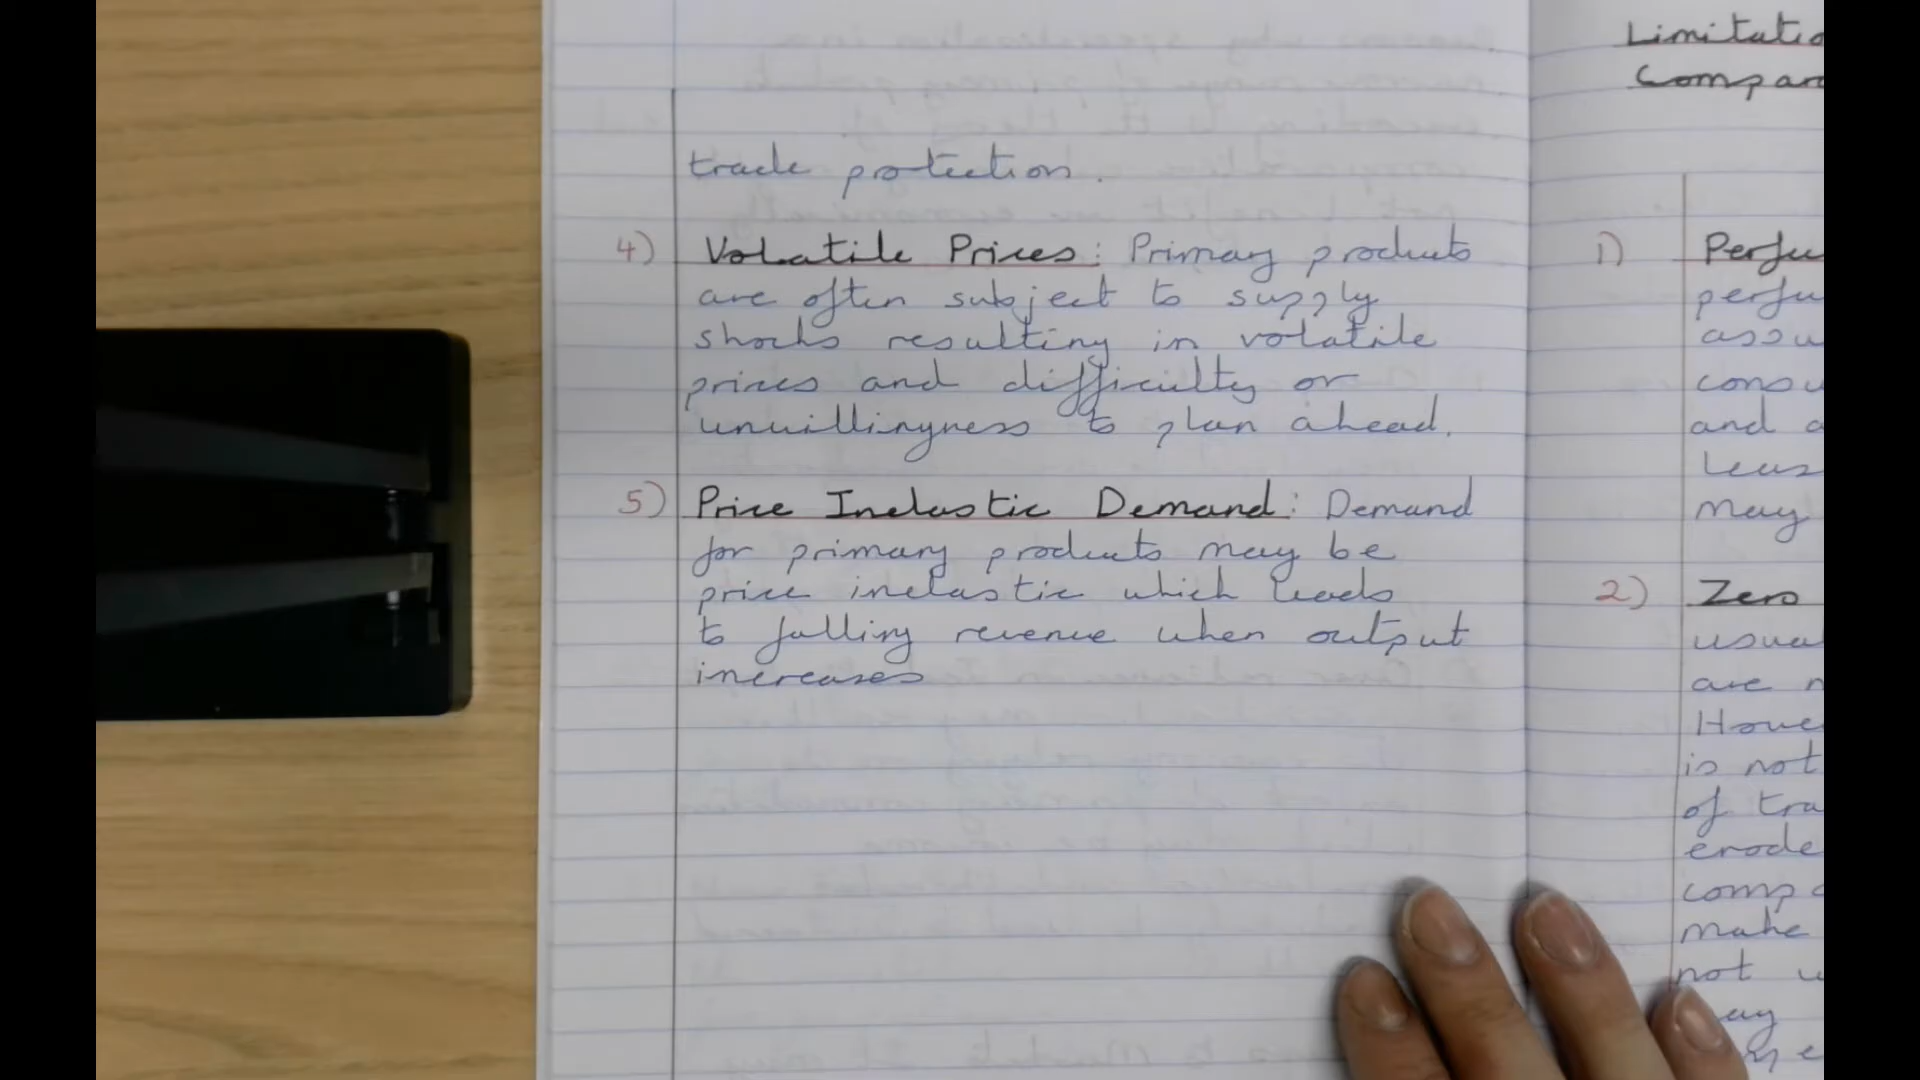 trade protection.
4) Volatile Prices: Primary products
are often subject to supply
shocks resulting in volatile
prices and difficulty or
unwillingness to plan ahead.
5) Price Inelastic Demand: Demand
for primary products may be
price inelastic which leads
to falling revenue when output
increases
Limitatio
Compar
1) Perfe
perfe
assu
consu
and a
Less
may
2) Zero
usua
are n
Howe
is not
of tra
erode
comp
make
not